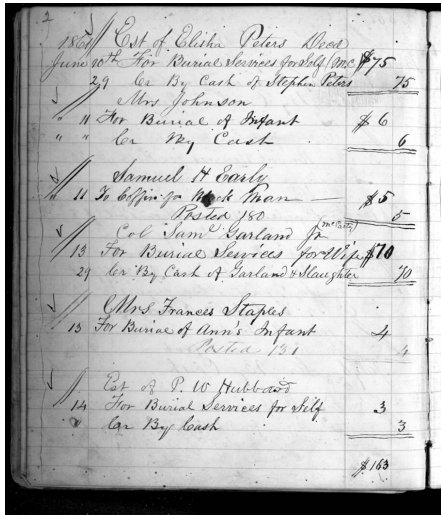 2
1861 Est of Elisha Peters Decd
June 10th For Burial Services for Self (MC) $75
29 Cr By Cash of Stephen Peters 75
Mrs Johnson
" 11 For Burial of Infant $6
" " Cr By Cash 6
Samuel H Early
" 11 To Coffin for Man $5
Posted 150 5
Col Saml Garland Jr
13 For Burial Services for Wife $70
29 Cr By Cash of Garland & Slaughter 70
Mrs Frances Staples
13 For Burial of Ann's Infant 4
Posted 4
Est of P. W Hubbard
14 For Burial Services for Self 3
" Cr By Cash 3
$163